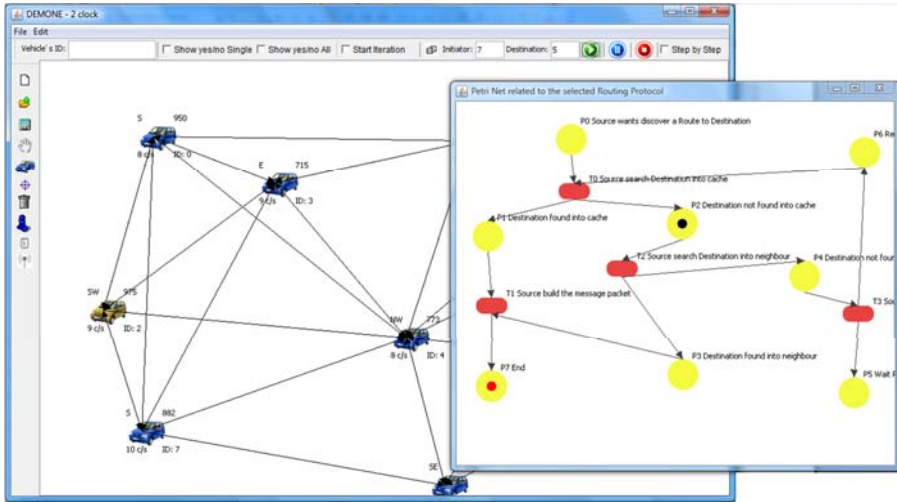 DEMONE - 2 clock
File Edit
Vehicle's ID: Show yes/no Single Show yes/no All Start Iteration Initiator: 7 Destination: 5 Step by Step
S 950
8 c/s ID: 0
E 715
9 c/s ID: 3
SW 975
9 c/s ID: 2
NW 773
8 c/s ID: 4
S 882
10 c/s ID: 7
SE
Petri Net related to the selected Routing Protocol
P0 Source wants discover a Route to Destination
P6 Re
T0 Source search Destination into cache
P1 Destination found into cache
P2 Destination not found into cache
T2 Source search Destination into neighbour
P4 Destination not foun
T1 Source build the message packet
T3 Sou
P3 Destination found into neighbour
P7 End
P5 Wait